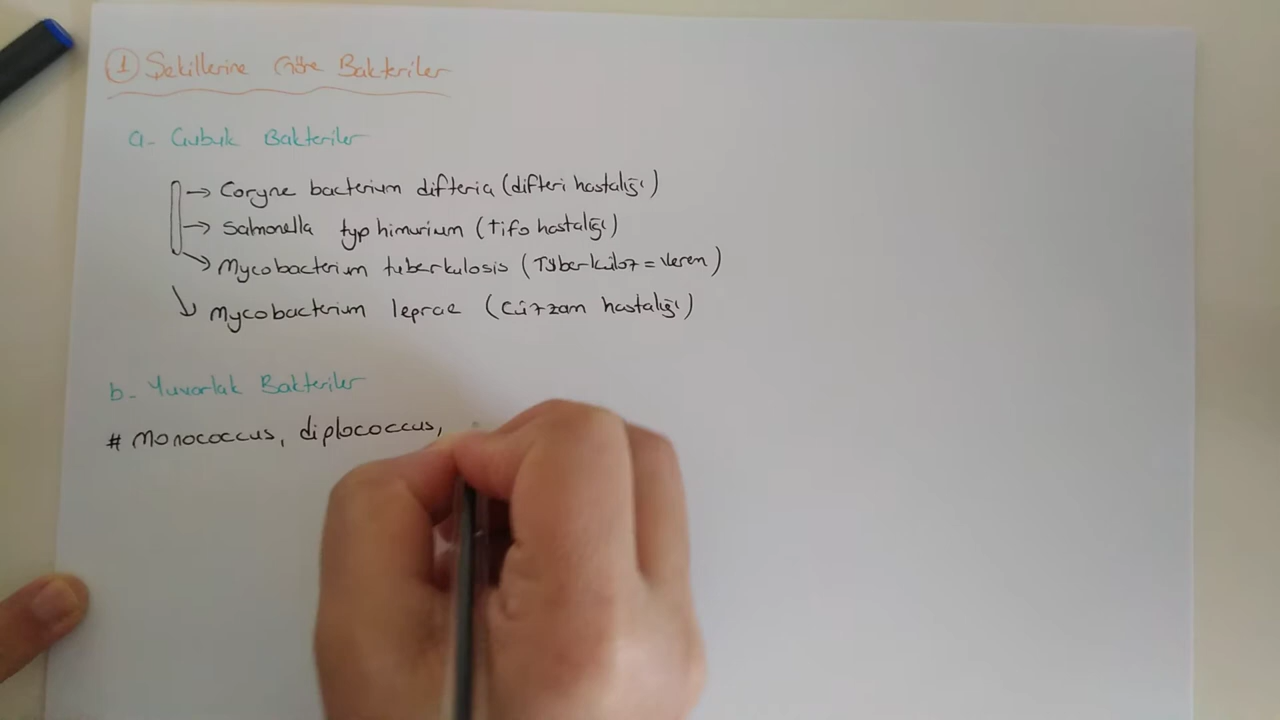 1 Şekillerine Göre Bakteriler
a- Çubuk Bakteriler
→ Coryne bacterium difteria (difteri hastalığı)
→ Salmonella typhimurium (Tifo hastalığı)
→ Mycobacterium tuberkulosis (Tüberküloz = Verem)
→ Mycobacterium leprae (Cüzzam hastalığı)
b- Yuvarlak Bakteriler
# Monococcus, diplococcus,